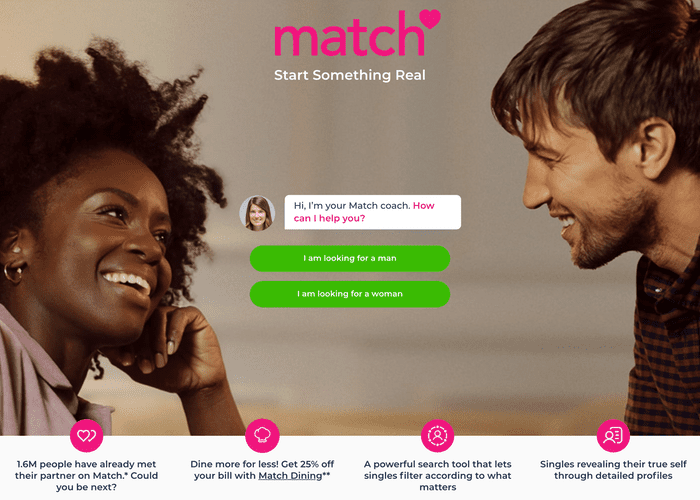 match
Start Something Real
Hi, I'm your Match coach. How
can I help you?
I am looking for a man
I am looking for a woman
1.6M people have already met
their partner on Match.* Could
you be next?
Dine more for less! Get 25% off
your bill with Match Dining**
A powerful search tool that lets
singles filter according to what
matters
Singles revealing their true self
through detailed profiles